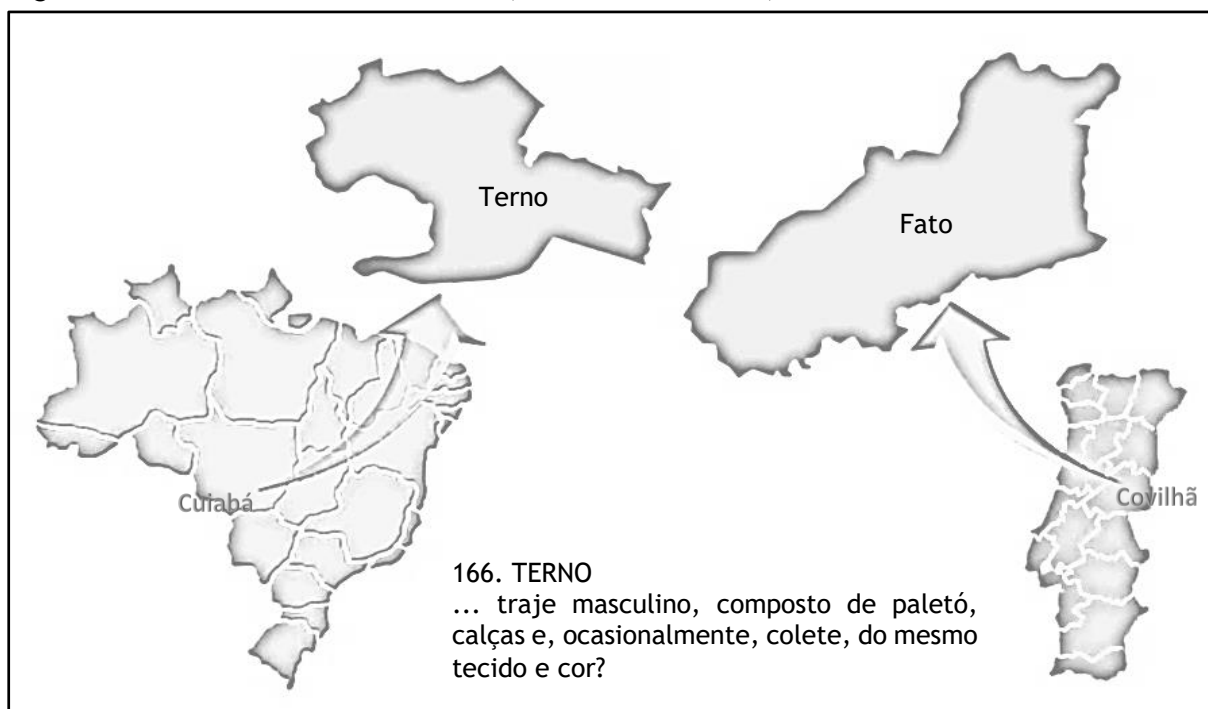 Terno
Fato
Cuiabá
Covilhã
166. TERNO
... traje masculino, composto de paletó,
calças e, ocasionalmente, colete, do mesmo
tecido e cor?